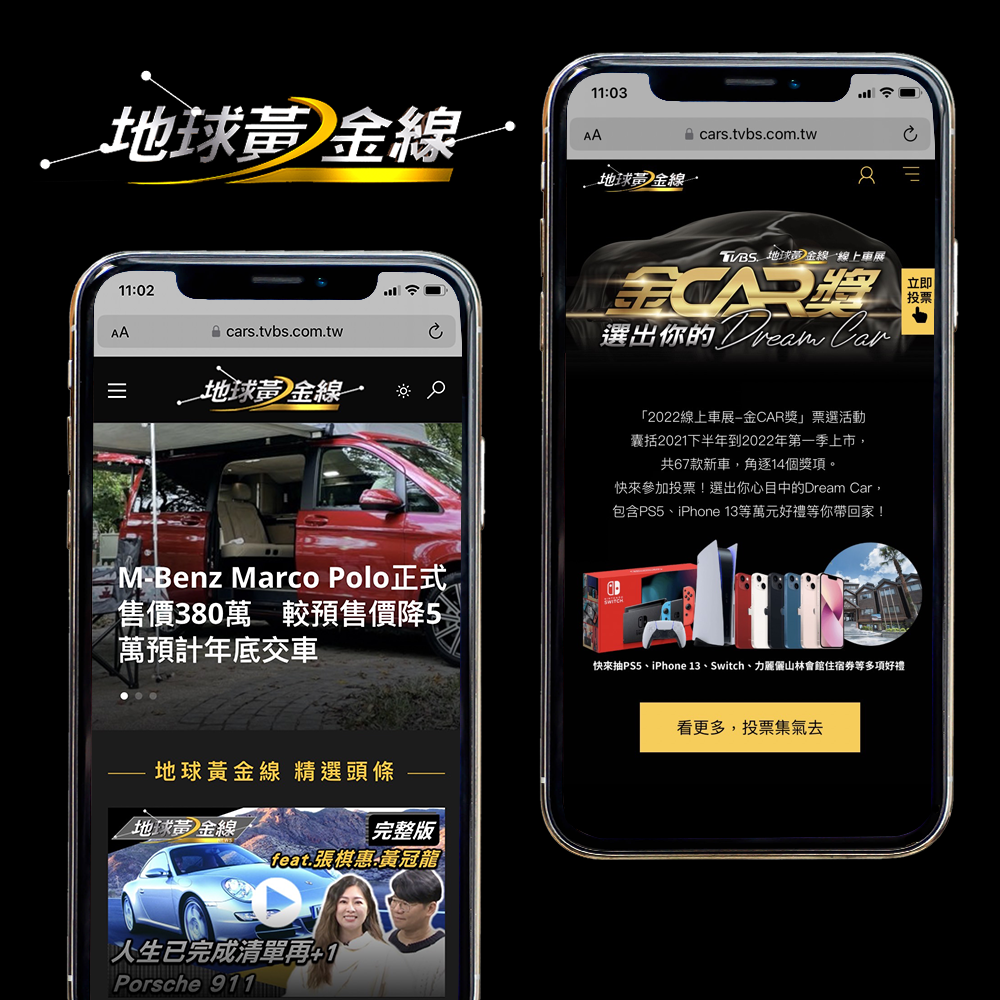 地球黃金線
11:02
AA cars.tvbs.com.tw
地球黃金線
M-Benz Marco Polo正式
售價380萬 較預售價降5
萬預計年底交車
地球黃金線 精選頭條
地球黃金線
完整版
feat.張棋惠.黃冠龍
人生已完成清單再+1
Porsche 911
11:03
AA cars.tvbs.com.tw
地球黃金線
TVBS 地球黃金線 線上車展
金CAR獎
選出你的 Dream Car
立即
投票
「2022線上車展–金CAR獎」票選活動
囊括2021下半年到2022年第一季上市，
共67款新車，角逐14個獎項。
快來參加投票！選出你心目中的Dream Car，
包含PS5、iPhone 13等萬元好禮等你帶回家！
SWITCH
快來抽PS5、iPhone 13、Switch、力麗儷山林會館住宿券等多項好禮
看更多，投票集氣去